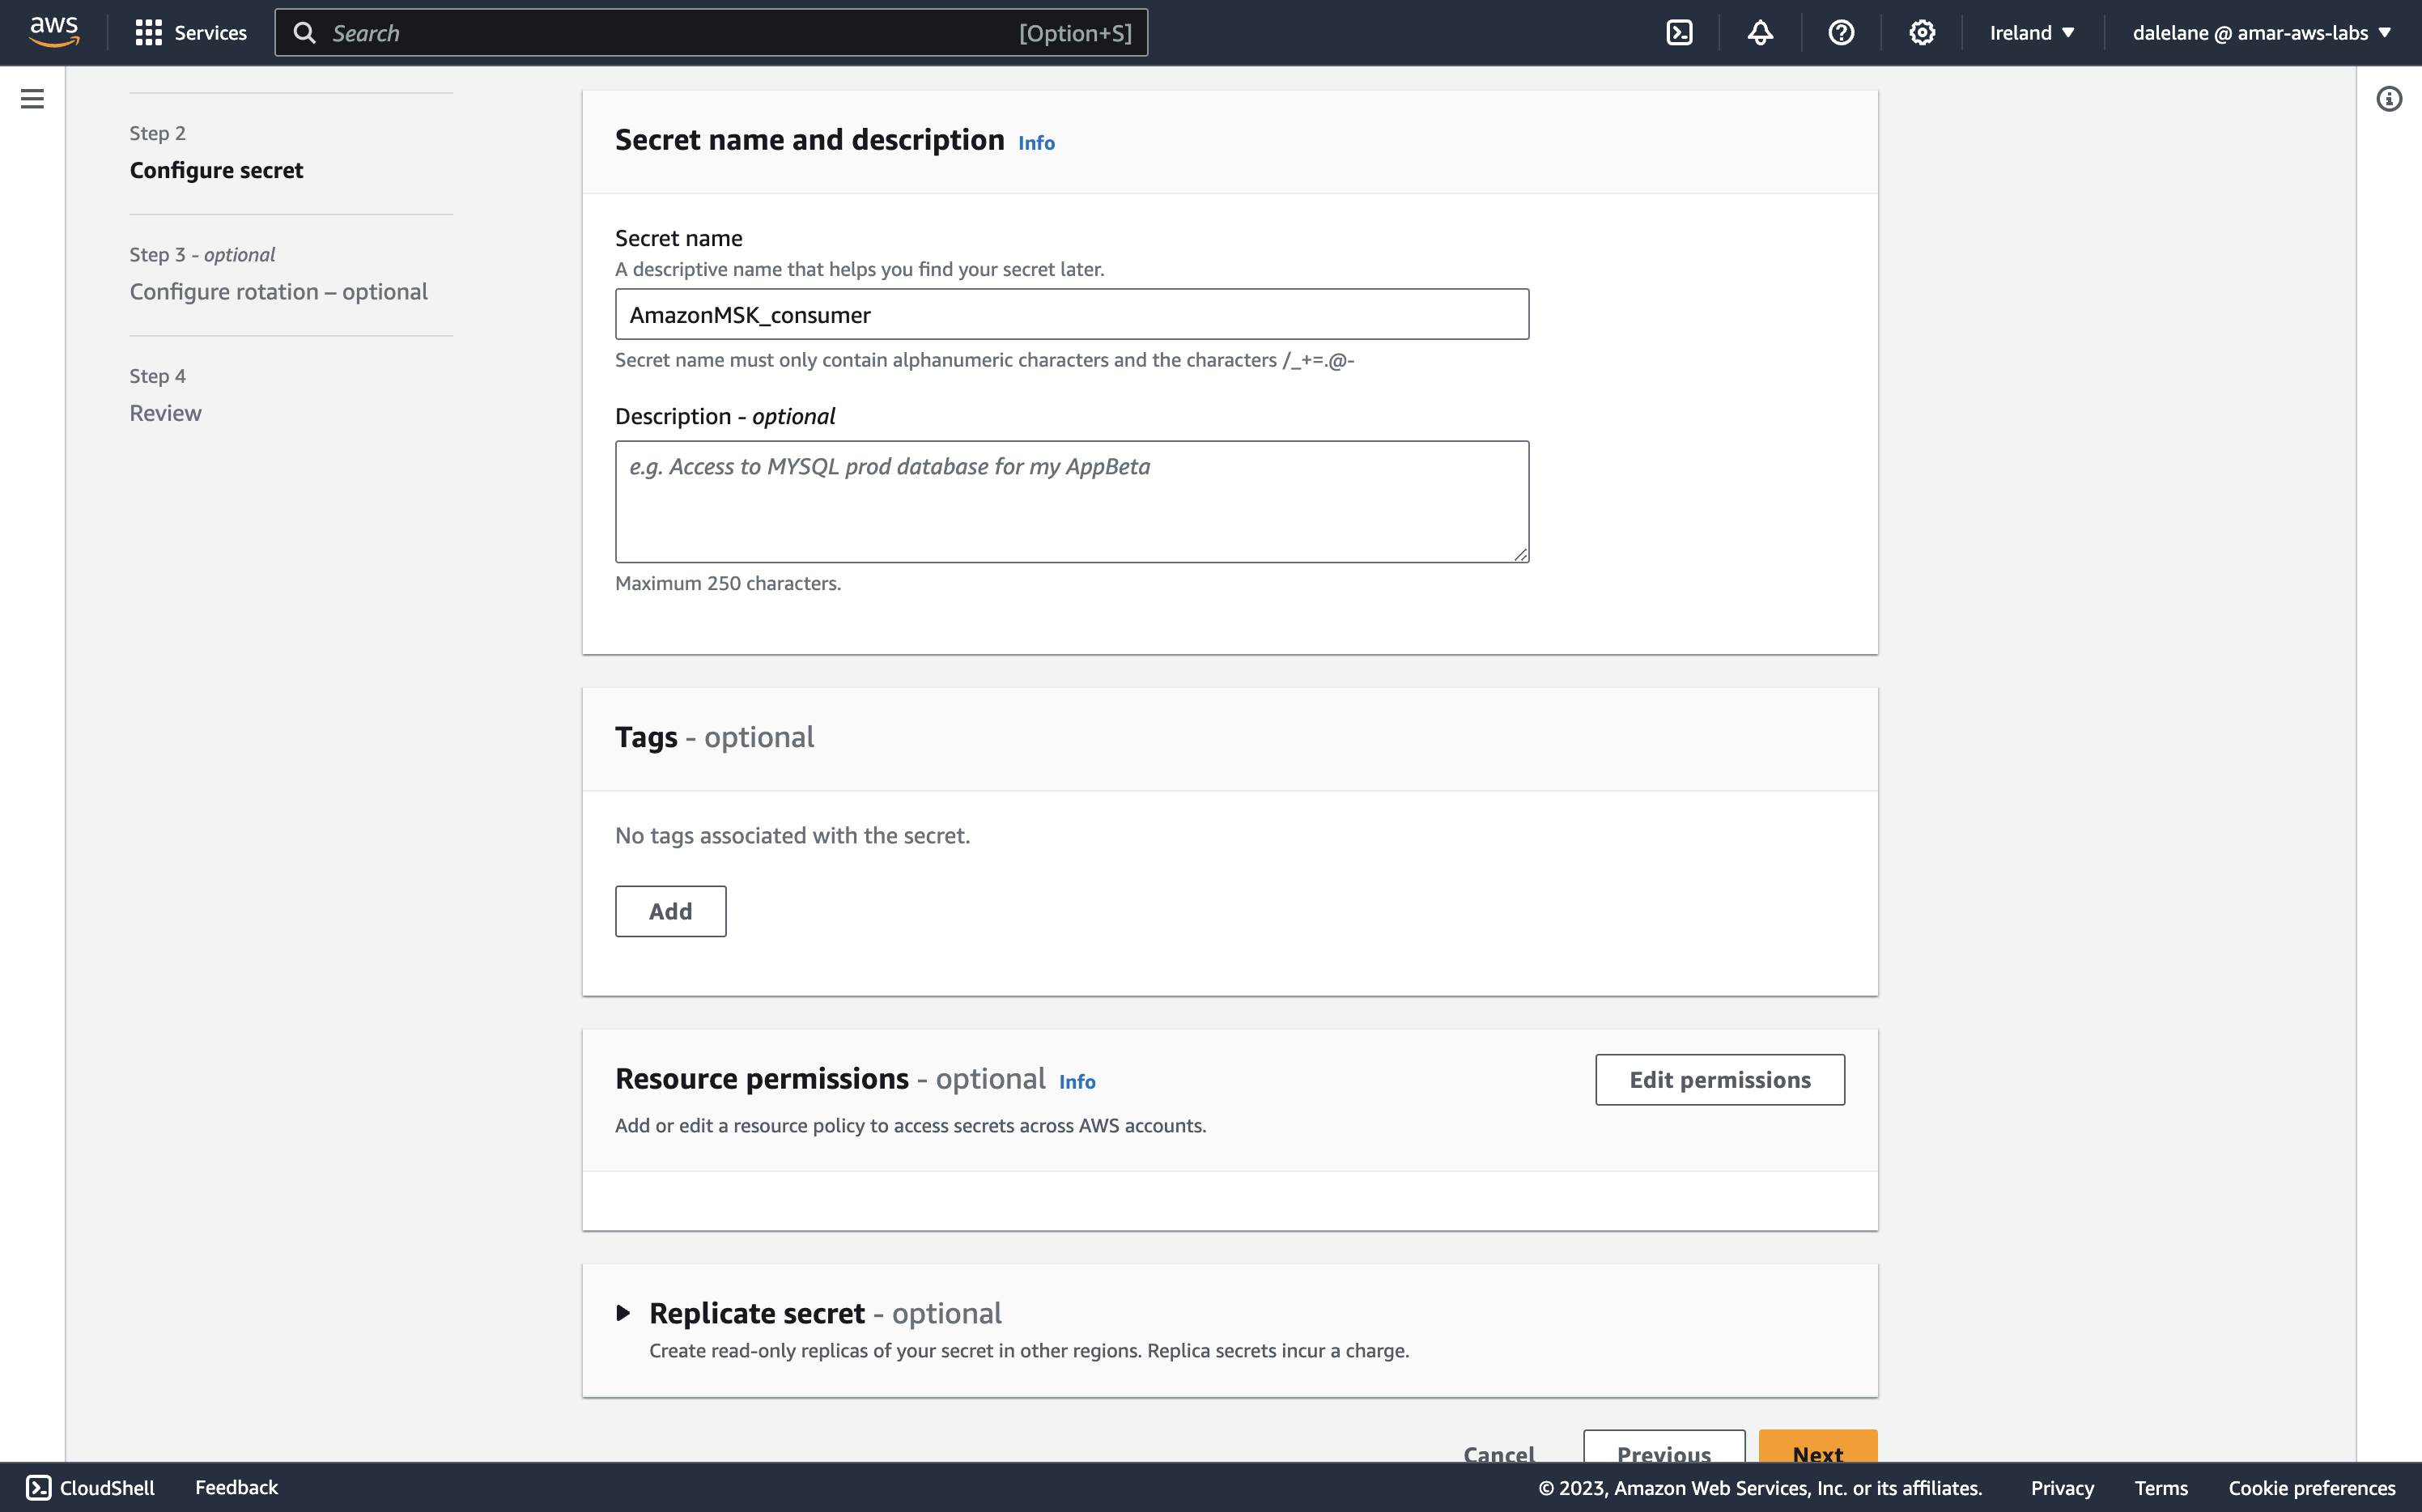 aws
Services
Search
[Option+S]
Ireland
dalelane @ amar-aws-labs
Step 2
Configure secret
Step 3 - optional
Configure rotation – optional
Step 4
Review
Secret name and description Info
Secret name
A descriptive name that helps you find your secret later.
AmazonMSK_consumer
Secret name must only contain alphanumeric characters and the characters /_+=.@-
Description - optional
e.g. Access to MYSQL prod database for my AppBeta
Maximum 250 characters.
Tags - optional
No tags associated with the secret.
Add
Resource permissions - optional Info
Edit permissions
Add or edit a resource policy to access secrets across AWS accounts.
Replicate secret - optional
Create read-only replicas of your secret in other regions. Replica secrets incur a charge.
Cancel
Previous
Next
CloudShell
Feedback
© 2023, Amazon Web Services, Inc. or its affiliates.
Privacy
Terms
Cookie preferences